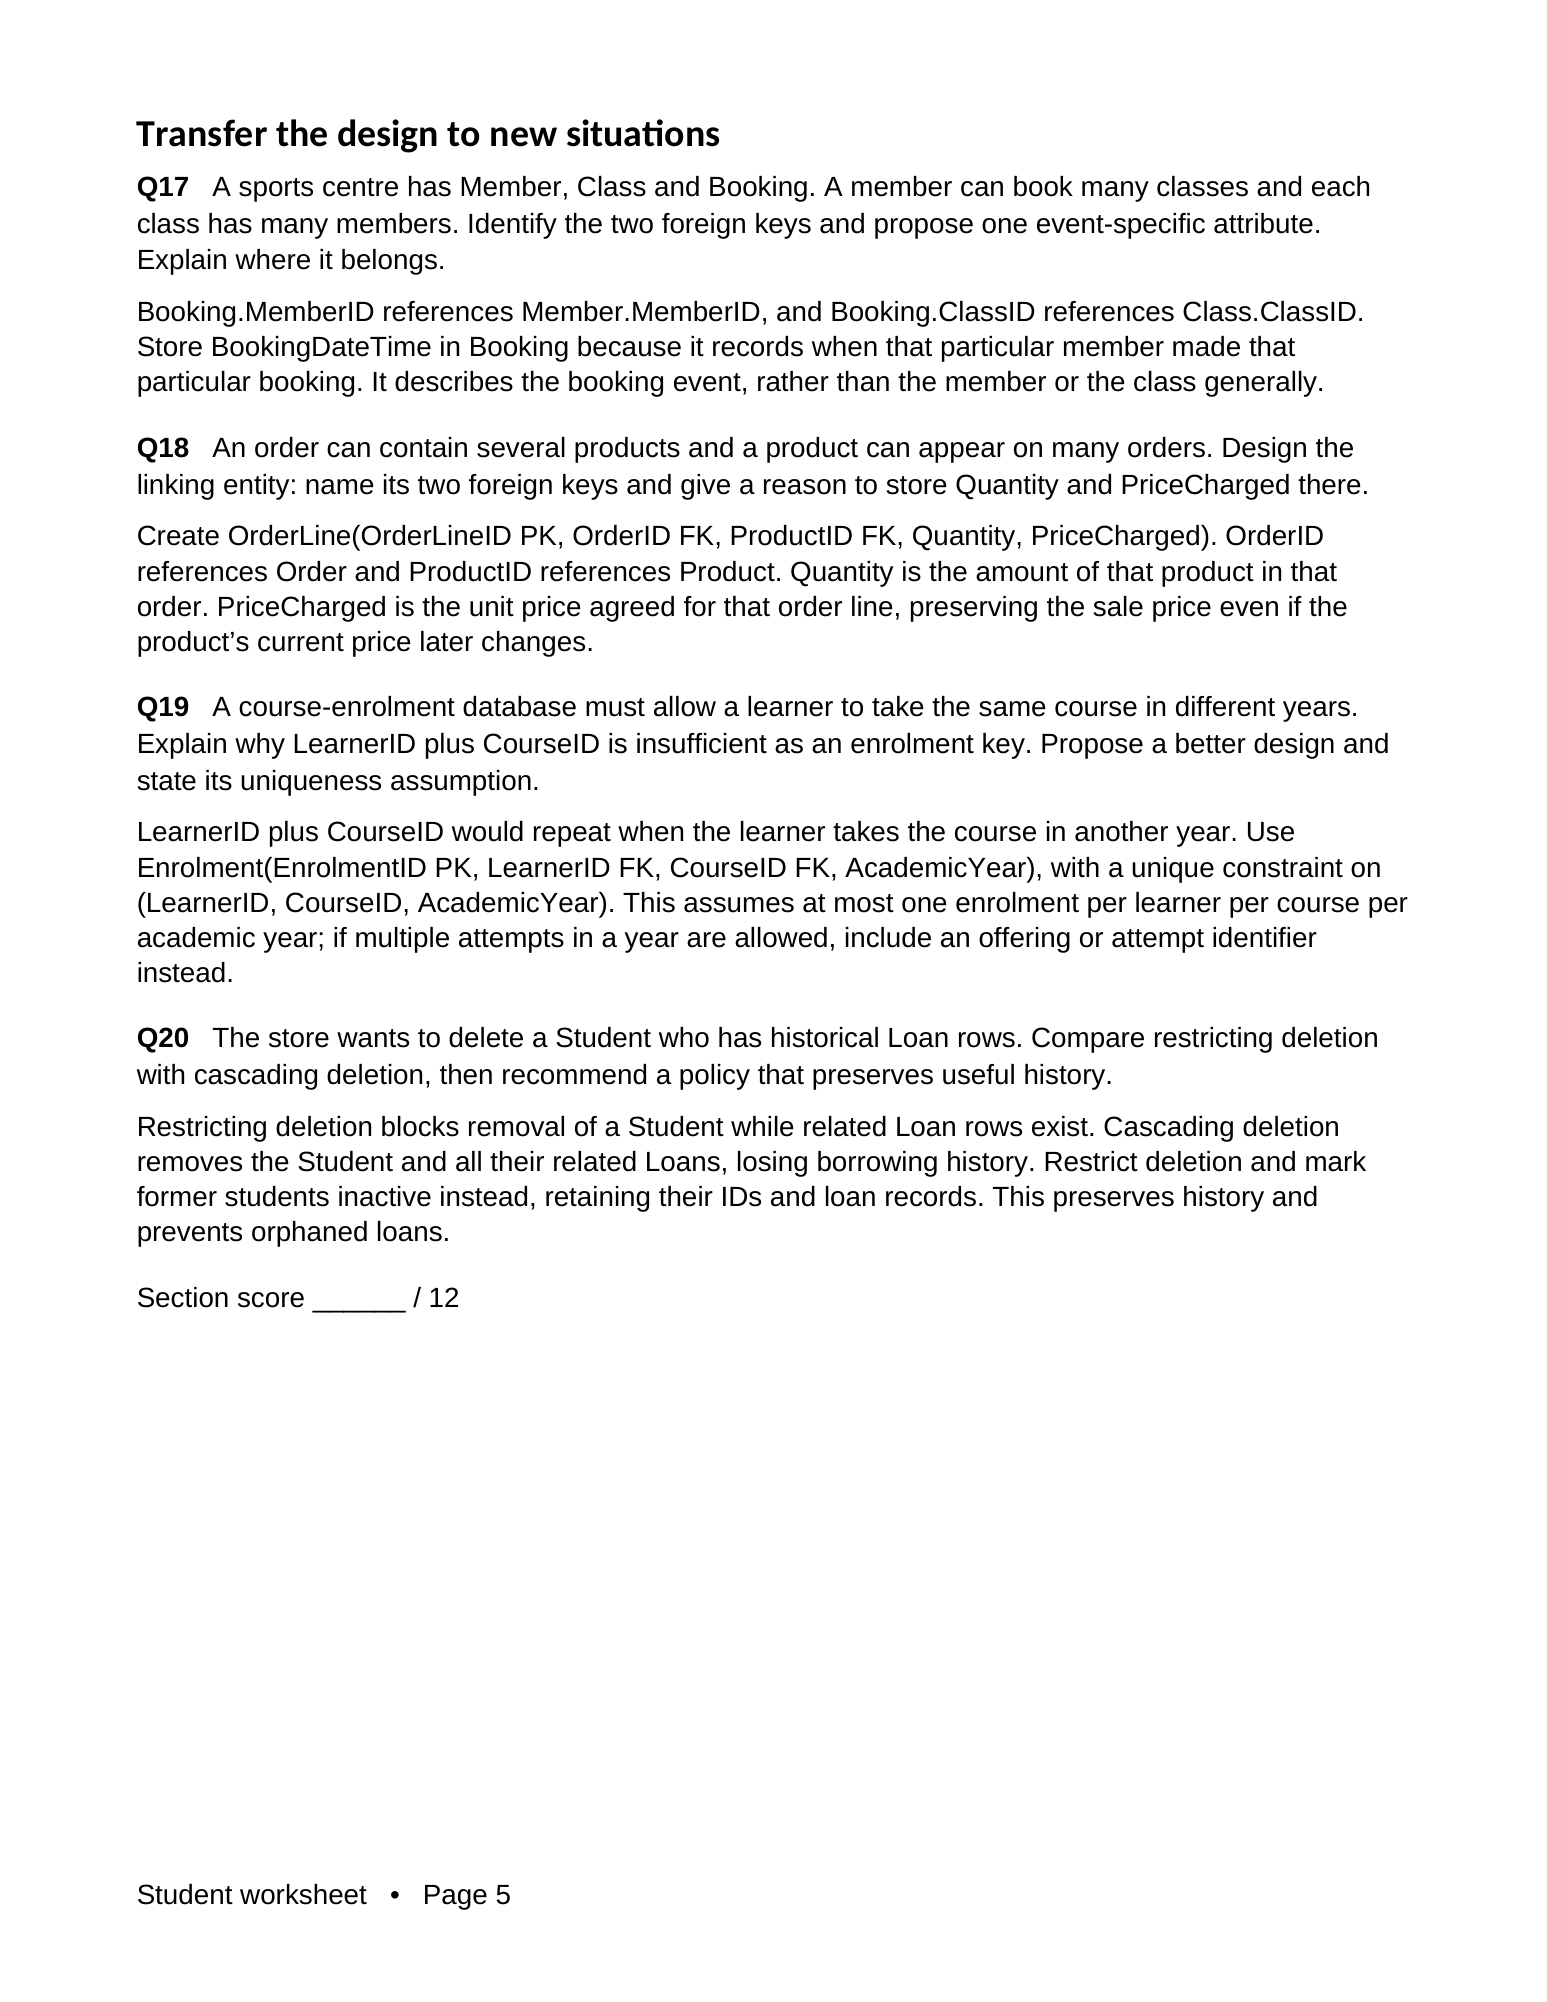 Transfer the design to new situations
Q17 A sports centre has Member, Class and Booking. A member can book many classes and each
class has many members. Identify the two foreign keys and propose one event-specific attribute.
Explain where it belongs.
Booking.MemberID references Member.MemberID, and Booking.ClassID references Class.ClassID.
Store BookingDateTime in Booking because it records when that particular member made that
particular booking. It describes the booking event, rather than the member or the class generally.
Q18 An order can contain several products and a product can appear on many orders. Design the
linking entity: name its two foreign keys and give a reason to store Quantity and PriceCharged there.
Create OrderLine(OrderLineID PK, OrderID FK, ProductID FK, Quantity, PriceCharged). OrderID
references Order and ProductID references Product. Quantity is the amount of that product in that
order. PriceCharged is the unit price agreed for that order line, preserving the sale price even if the
product’s current price later changes.
Q19 A course-enrolment database must allow a learner to take the same course in different years.
Explain why LearnerID plus CourseID is insufficient as an enrolment key. Propose a better design and
state its uniqueness assumption.
LearnerID plus CourseID would repeat when the learner takes the course in another year. Use
Enrolment(EnrolmentID PK, LearnerID FK, CourseID FK, AcademicYear), with a unique constraint on
(LearnerID, CourseID, AcademicYear). This assumes at most one enrolment per learner per course per
academic year; if multiple attempts in a year are allowed, include an offering or attempt identifier
instead.
Q20 The store wants to delete a Student who has historical Loan rows. Compare restricting deletion
with cascading deletion, then recommend a policy that preserves useful history.
Restricting deletion blocks removal of a Student while related Loan rows exist. Cascading deletion
removes the Student and all their related Loans, losing borrowing history. Restrict deletion and mark
former students inactive instead, retaining their IDs and loan records. This preserves history and
prevents orphaned loans.
Section score ______ / 12
Student worksheet • Page 5